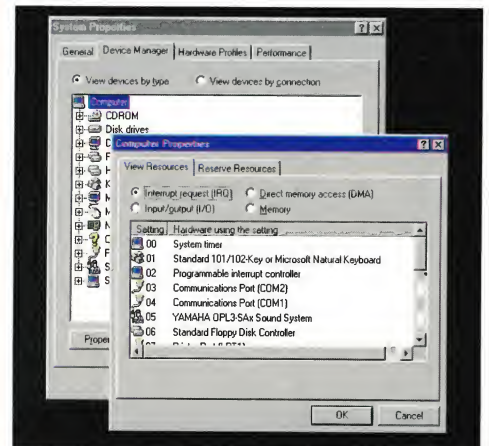 System Properties
General Device Manager Hardware Profiles Performance
View devices by type View devices by connection
Computer
CDROM
Disk drives
D
F
H
K
M
M
N
O
P
S
S
Proper
Computer Properties
View Resources Reserve Resources
Interrupt request (IRQ) Direct memory access (DMA)
Input/output (I/O) Memory
Setting Hardware using the setting
00 System timer
01 Standard 101/102-Key or Microsoft Natural Keyboard
02 Programmable interrupt controller
03 Communications Port (COM2)
04 Communications Port (COM1)
05 YAMAHA OPL3-SAx Sound System
06 Standard Floppy Disk Controller
OK Cancel